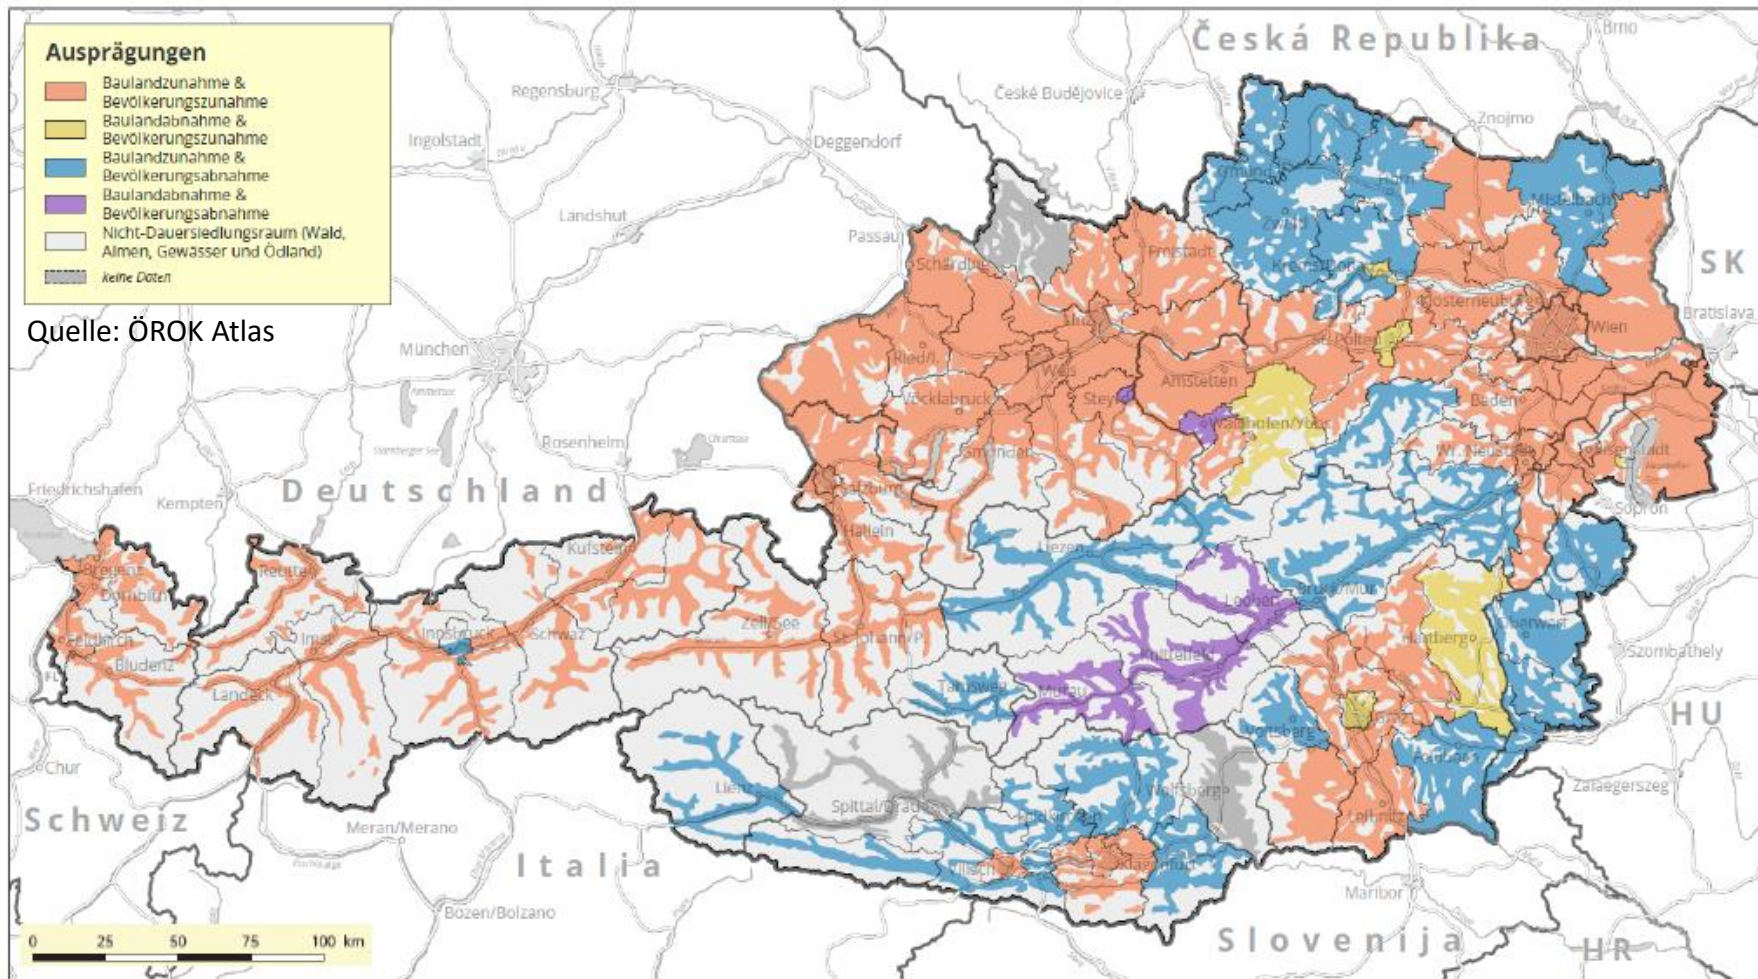 Ausprägungen
Baulandzunahme &
Bevölkerungszunahme
Baulandabnahme &
Bevölkerungszunahme
Baulandzunahme &
Bevölkerungsabnahme
Baulandabnahme &
Bevölkerungsabnahme
Nicht-Dauersiedlungsraum (Wald,
Almen, Gewässer und Ödland)
keine Daten
Quelle: ÖROK Atlas
Česká Republika
Brno
České Budějovice
Znojmo
Regensburg
Ingolstadt
Deggendorf
Landshut
Passau
München
Rosenheim
Deutschland
Friedrichshafen
Kempten
SK
Bratislava
Gmünd
Horn
Zwettl
Mistelbach
Krems/Donau
Freistadt
Schärding
Klosterneuburg
Wien
Linz
St. Pölten
Ried/I.
Wels
Amstetten
Vöcklabruck
Steyr
Baden
Waidhofen/Ybbs
Gmunden
Wr. Neustadt
Eisenstadt
Salzburg
Sopron
Hallein
Liezen
Kufstein
Bregenz
Reutte
Dornbirn
Bruck/Mur
Leoben
Zell/See
St. Johann/P.
Innsbruck
Schwaz
Imst
Feldkirch
Bludenz
FL
Landeck
Hartberg
Oberwart
Knittelfeld
Szombathely
Tamsweg
Murau
Graz
HU
Voitsberg
Feldbach
Chur
Schweiz
Lienz
Spittal/Drau
Wolfsberg
Feldkirchen
Zalaegerszeg
Leibnitz
Meran/Merano
Italia
Villach
Klagenfurt
Maribor
Bozen/Bolzano
Slovenija
HR
0 25 50 75 100 km